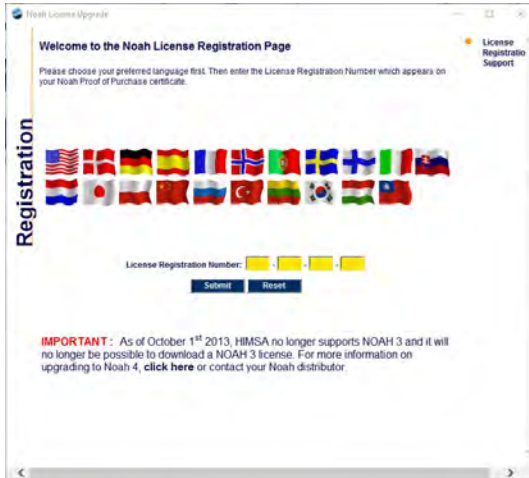 Noah License Upgrade
Welcome to the Noah License Registration Page
License
Registratio
Support
Please choose your preferred language first. Then enter the License Registration Number which appears on
your Noah Proof of Purchase certificate.
Registration
License Registration Number: - - -
Submit Reset
IMPORTANT : As of October 1st 2013, HIMSA no longer supports NOAH 3 and it will
no longer be possible to download a NOAH 3 license. For more information on
upgrading to Noah 4, click here or contact your Noah distributor.